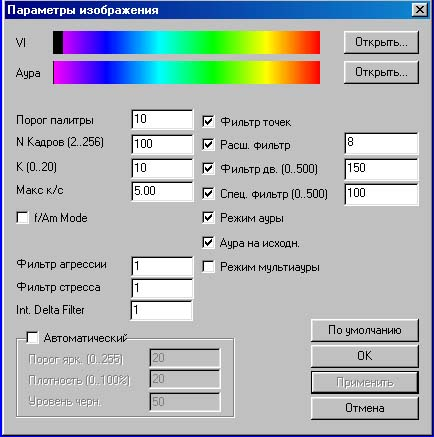 Параметры изображения
VI Открыть...
Аура Открыть...
Порог палитры 10 Фильтр точек
N Кадров (2..256) 100 Расш. фильтр 8
K (0..20) 10 Фильтр дв. (0..500) 150
Макс к/с 5.00 Спец. фильтр (0..500) 100
f/Am Mode Режим ауры
Аура на исходн.
Фильтр агрессии 1 Режим мультиауры
Фильтр стресса 1
Int. Delta Filter 1
Автоматический По умолчанию
Порог ярк. (0..255) 20 OK
Плотность (0..100%) 20 Применить
Уровень черн. 50 Отмена